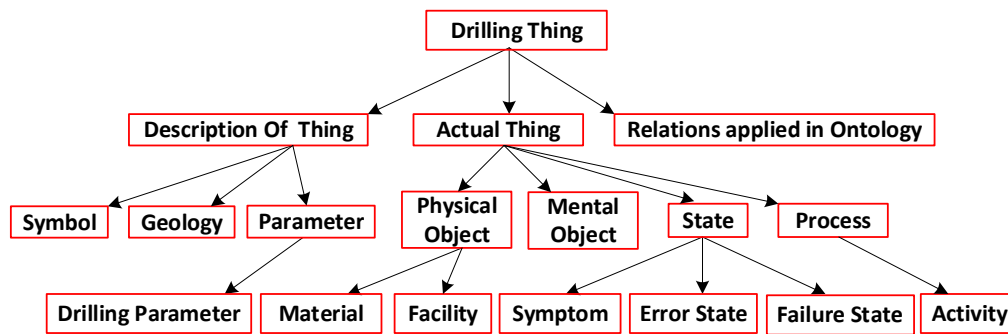 Drilling Thing
Description Of Thing
Actual Thing
Relations applied in Ontology
Symbol
Geology
Parameter
Physical
Object
Mental
Object
State
Process
Drilling Parameter
Material
Facility
Symptom
Error State
Failure State
Activity